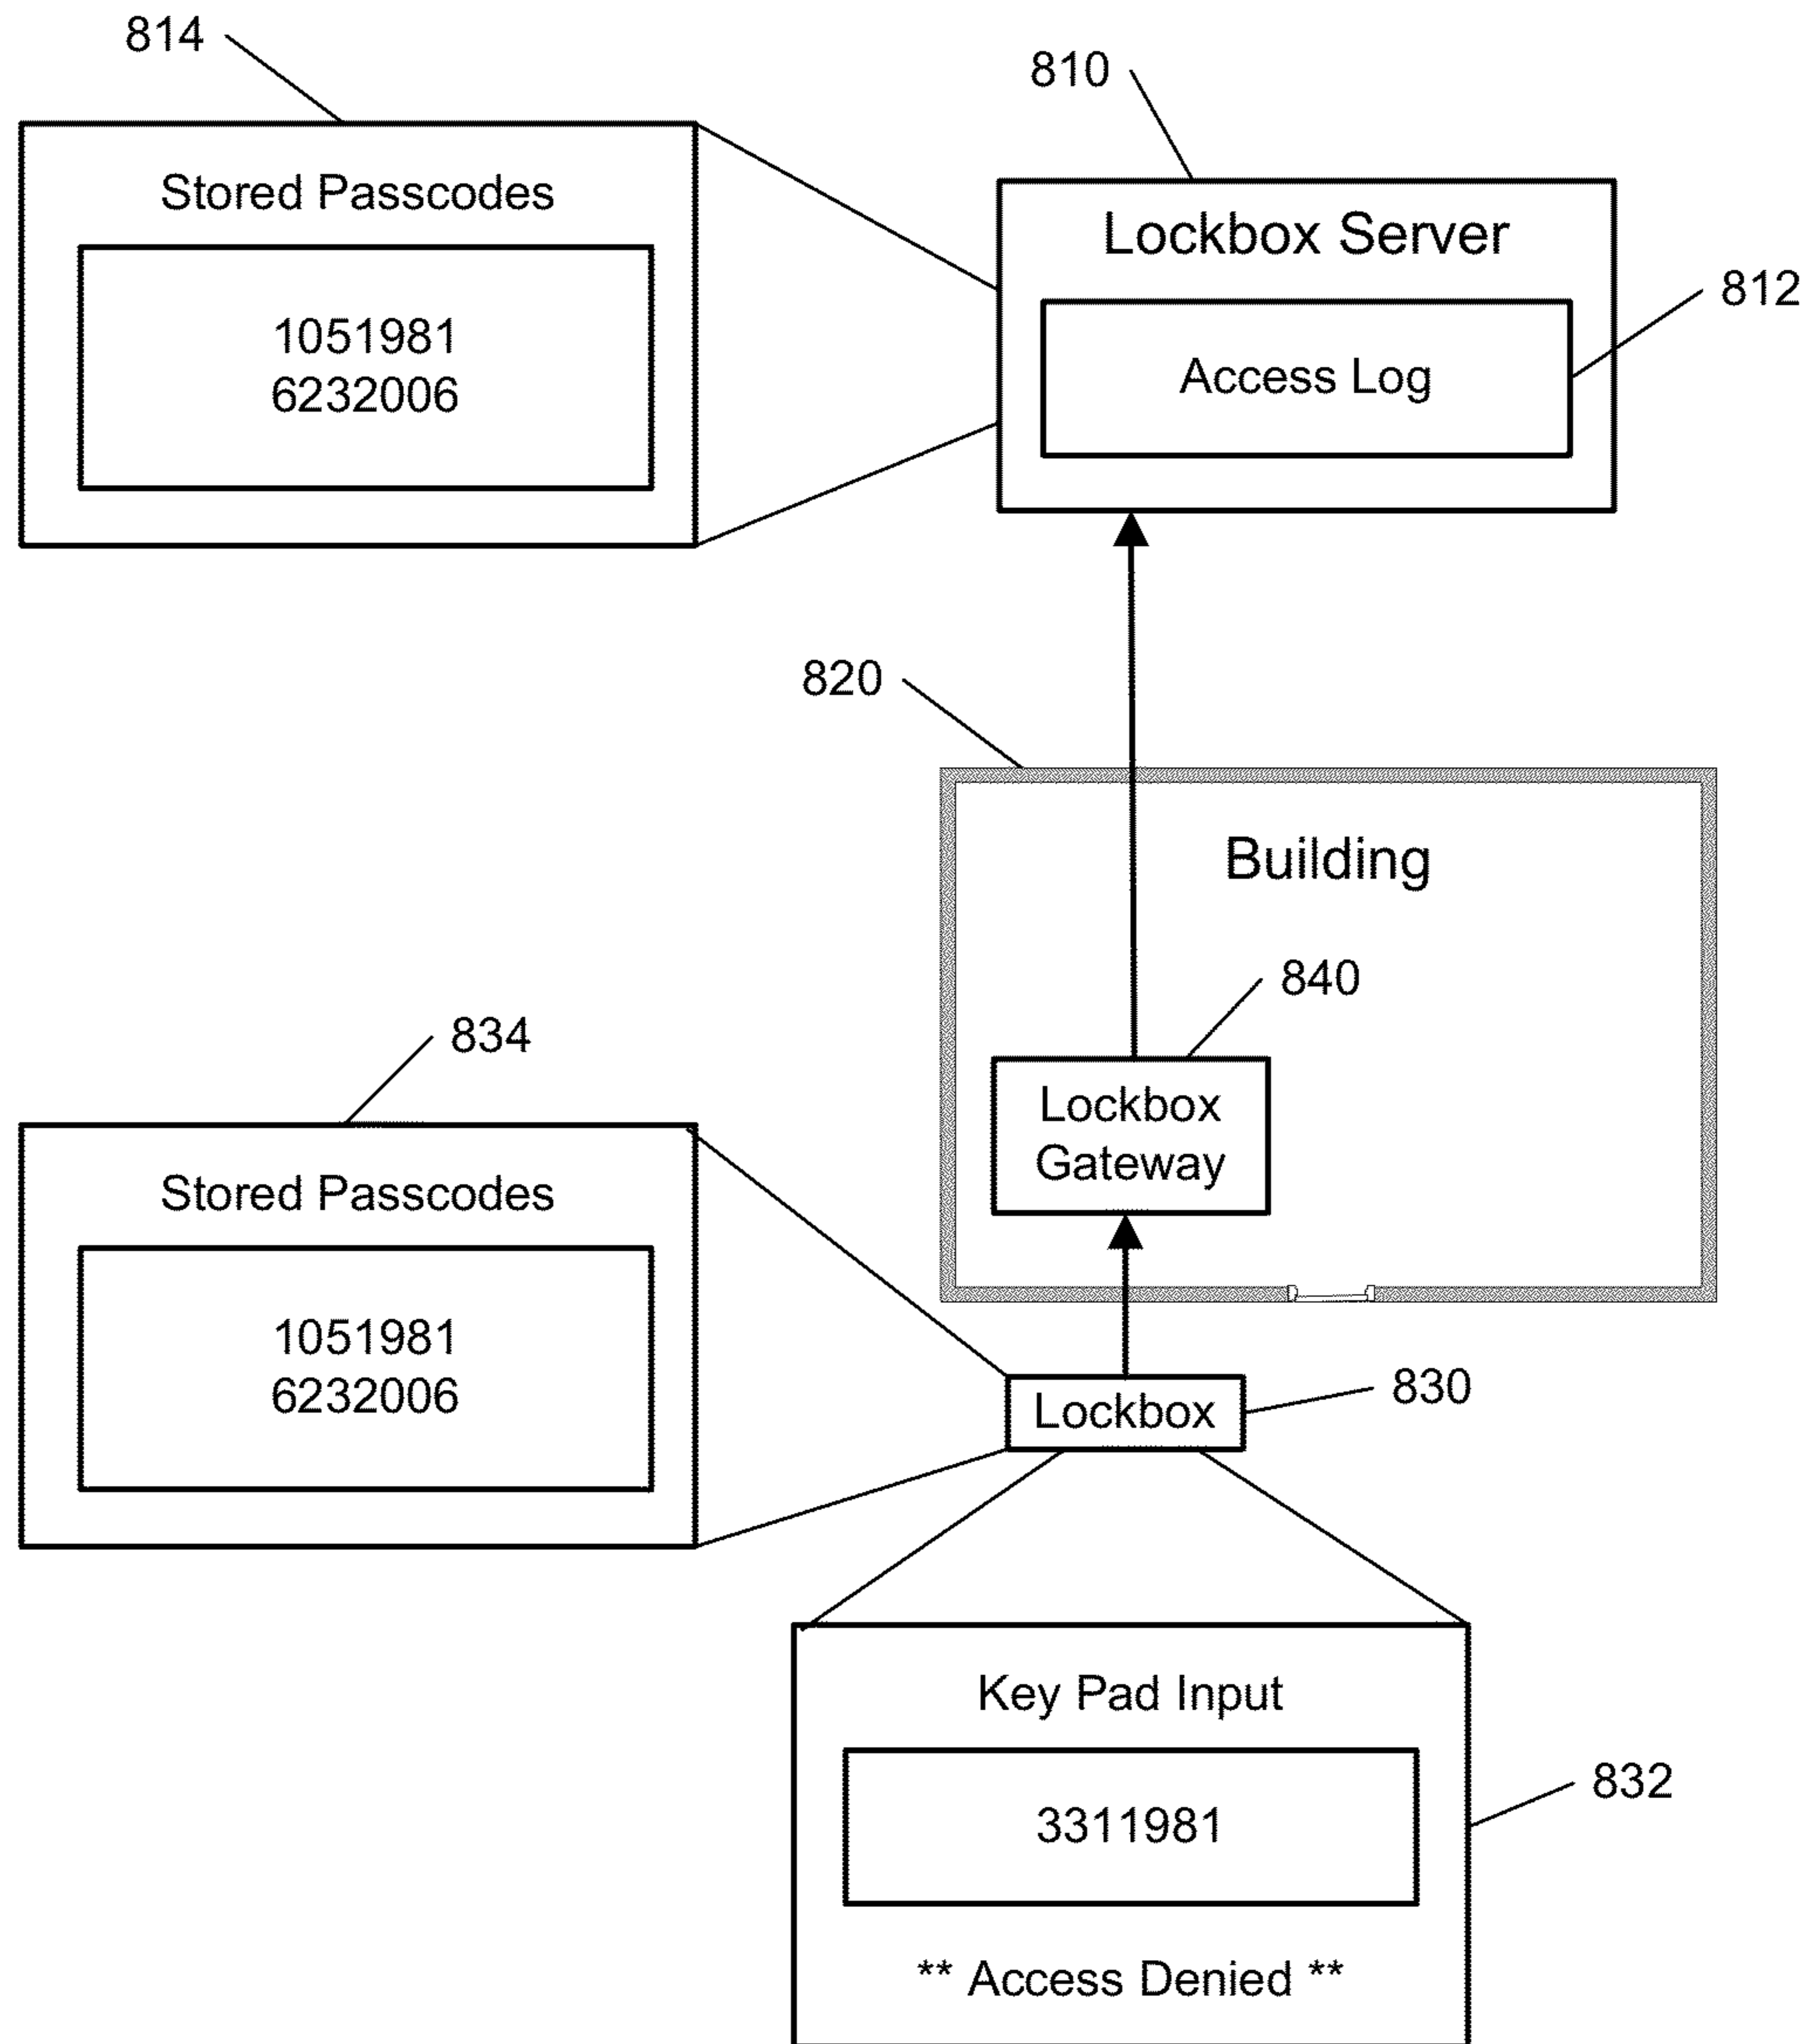 814
810
Stored Passcodes
1051981
6232006
Lockbox Server
812
Access Log
820
Building
840
Lockbox
Gateway
834
Stored Passcodes
1051981
6232006
Lockbox
830
Key Pad Input
3311981
832
** Access Denied **